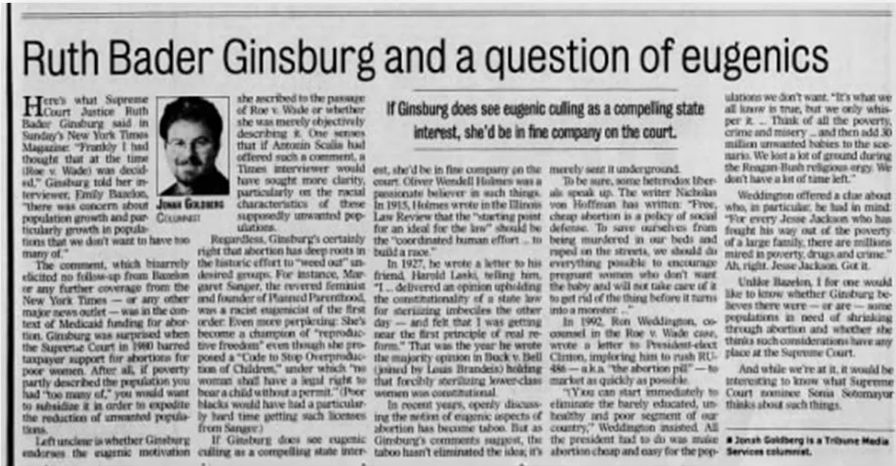 Ruth Bader Ginsburg and a question of eugenics
Here's what Supreme
Court Justice Ruth
Bader Ginsburg said in
Sunday's New York Times
Magazine: "Frankly I had
thought that at the time
(Roe v. Wade) was decid-
ed," Ginsburg told her in-
terviewer, Emily Bazelon,
"there was concern about
population growth and par-
ticularly growth in popula-
tions that we don't want to have too
many of."
The comment, which bizarrely
elicited no follow-up from Bazelon
or any further coverage from the
New York Times — or any other
major news outlet — was in the con-
text of Medicaid funding for abor-
tion. Ginsburg was surprised when
the Supreme Court in 1980 barred
taxpayer support for abortions for
poor women. After all, if poverty
partly described the population you
had "too many of," you would want
to subsidize it in order to expedite
the reduction of unwanted popula-
tions.
Left unclear is whether Ginsburg
endorses the eugenic motivation
JONAH GOLDBERG
COLUMNIST
she ascribed to the passage
of Roe v. Wade or whether
she was merely objectively
describing it. One senses
that if Antonin Scalia had
offered such a comment, a
Times interviewer would
have sought more clarity,
particularly on the racial
characteristics of these
supposedly unwanted pop-
ulations.
Regardless, Ginsburg's certainly
right that abortion has deep roots in
the historic effort to "weed out" un-
desired groups. For instance, Mar-
garet Sanger, the revered feminist
and founder of Planned Parenthood,
was a racist eugenicist of the first
order. Even more perplexing: She's
become a champion of "reproduc-
tive freedom" even though she pro-
posed a "Code to Stop Overproduc-
tion of Children," under which "no
woman shall have a legal right to
bear a child without a permit." (Poor
blacks would have had a particular-
ly hard time getting such licenses
from Sanger.)
If Ginsburg does see eugenic
culling as a compelling state inter-
If Ginsburg does see eugenic culling as a compelling state
interest, she'd be in fine company on the court.
est, she'd be in fine company on the
court. Oliver Wendell Holmes was a
passionate believer in such things.
In 1915, Holmes wrote in the Illinois
Law Review that the "starting point
for an ideal for the law" should be
the "coordinated human effort ... to
build a race."
In 1927, he wrote a letter to his
friend, Harold Laski, telling him,
"I ... delivered an opinion upholding
the constitutionality of a state law
for sterilizing imbeciles the other
day — and felt that I was getting
near the first principle of real re-
form." That was the year he wrote
the majority opinion in Buck v. Bell
(joined by Louis Brandeis) holding
that forcibly sterilizing lower-class
women was constitutional.
In recent years, openly discuss-
ing the notion of eugenic aspects of
abortion has become taboo. But as
Ginsburg's comments suggest, the
taboo hasn't eliminated the idea; it's
merely sent it underground.
To be sure, some heterodox liber-
als speak up. The writer Nicholas
von Hoffman has written: "Free,
cheap abortion is a policy of social
defense. To save ourselves from
being murdered in our beds and
raped on the streets, we should do
everything possible to encourage
pregnant women who don't want
the baby and will not take care of it
to get rid of the thing before it turns
into a monster. ..."
In 1992, Ron Weddington, co-
counsel in the Roe v. Wade case,
wrote a letter to President-elect
Clinton, imploring him to rush RU-
486 — a.k.a. "the abortion pill" — to
market as quickly as possible.
"(Y)ou can start immediately to
eliminate the barely educated, un-
healthy and poor segment of our
country," Weddington insisted. All
the president had to do was make
abortion cheap and easy for the pop-
ulations we don't want. "It's what we
all know is true, but we only whis-
per it. ... Think of all the poverty,
crime and misery ... and then add 30
million unwanted babies to the sce-
nario. We lost a lot of ground during
the Reagan-Bush religious orgy. We
don't have a lot of time left."
Weddington offered a clue about
who, in particular, he had in mind:
"For every Jesse Jackson who has
fought his way out of the poverty
of a large family, there are millions
mired in poverty, drugs and crime."
Ah, right. Jesse Jackson. Got it.
Unlike Bazelon, I for one would
like to know whether Ginsburg be-
lieves there were — or are — some
populations in need of shrinking
through abortion and whether she
thinks such considerations have any
place at the Supreme Court.
And while we're at it, it would be
interesting to know what Supreme
Court nominee Sonia Sotomayor
thinks about such things.
■ Jonah Goldberg is a Tribune Media
Services columnist.